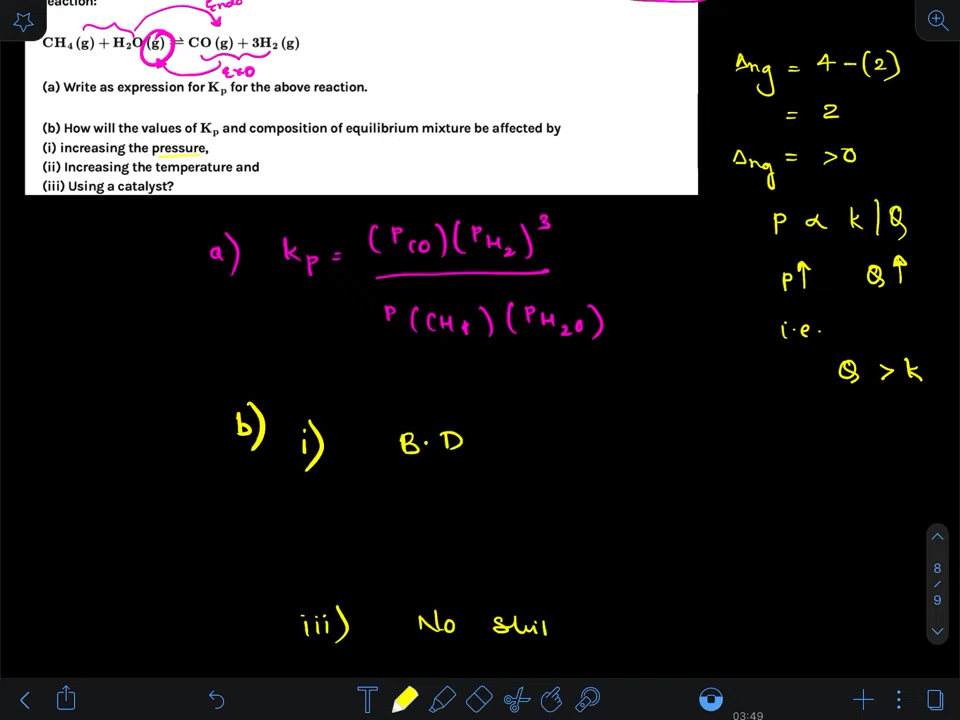 reaction:
Endo
CH₄ (g) + H₂O (g) ⇌ CO (g) + 3H₂ (g)
Exo
(a) Write as expression for Kₚ for the above reaction.
(b) How will the values of Kₚ and composition of equilibrium mixture be affected by
(i) increasing the pressure,
(ii) Increasing the temperature and
(iii) Using a catalyst?
Δng = 4 - (2)
= 2
Δng = >0
P α K | Q
P↑ Q↑
i.e.
Q > K
a) kp = (PCO)(PH₂)³
P(CH₄)(PH₂O)
b) i) B.D
iii) No
8
/
9
T
03:49